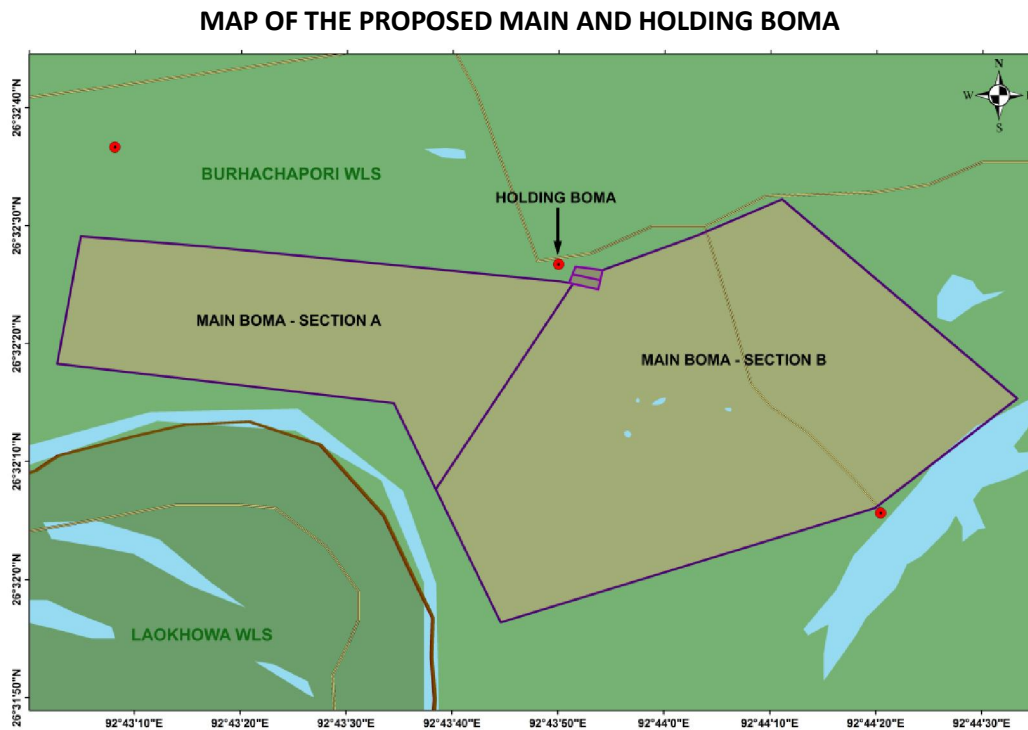 MAP OF THE PROPOSED MAIN AND HOLDING BOMA
N
W
S
26°32'40"N
BURHACHAPORI WLS
HOLDING BOMA
26°32'30"N
MAIN BOMA - SECTION A
26°32'20"N
MAIN BOMA - SECTION B
26°32'10"N
26°32'0"N
LAOKHOWA WLS
26°31'50"N
92°43'10"E
92°43'20"E
92°43'30"E
92°43'40"E
92°43'50"E
92°44'0"E
92°44'10"E
92°44'20"E
92°44'30"E